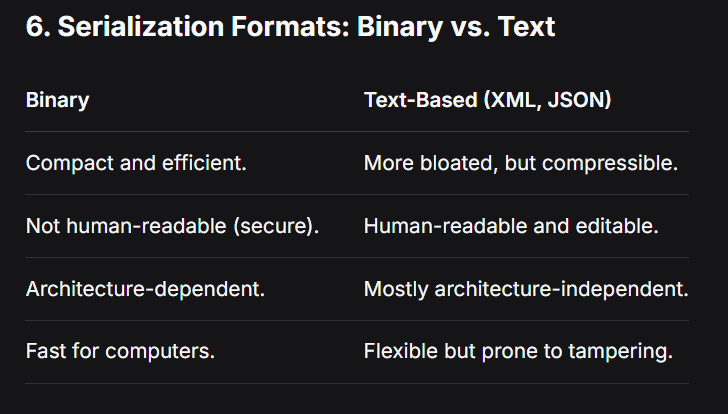 6. Serialization Formats: Binary vs. Text
Binary Text-Based (XML, JSON)
Compact and efficient. More bloated, but compressible.
Not human-readable (secure). Human-readable and editable.
Architecture-dependent. Mostly architecture-independent.
Fast for computers. Flexible but prone to tampering.